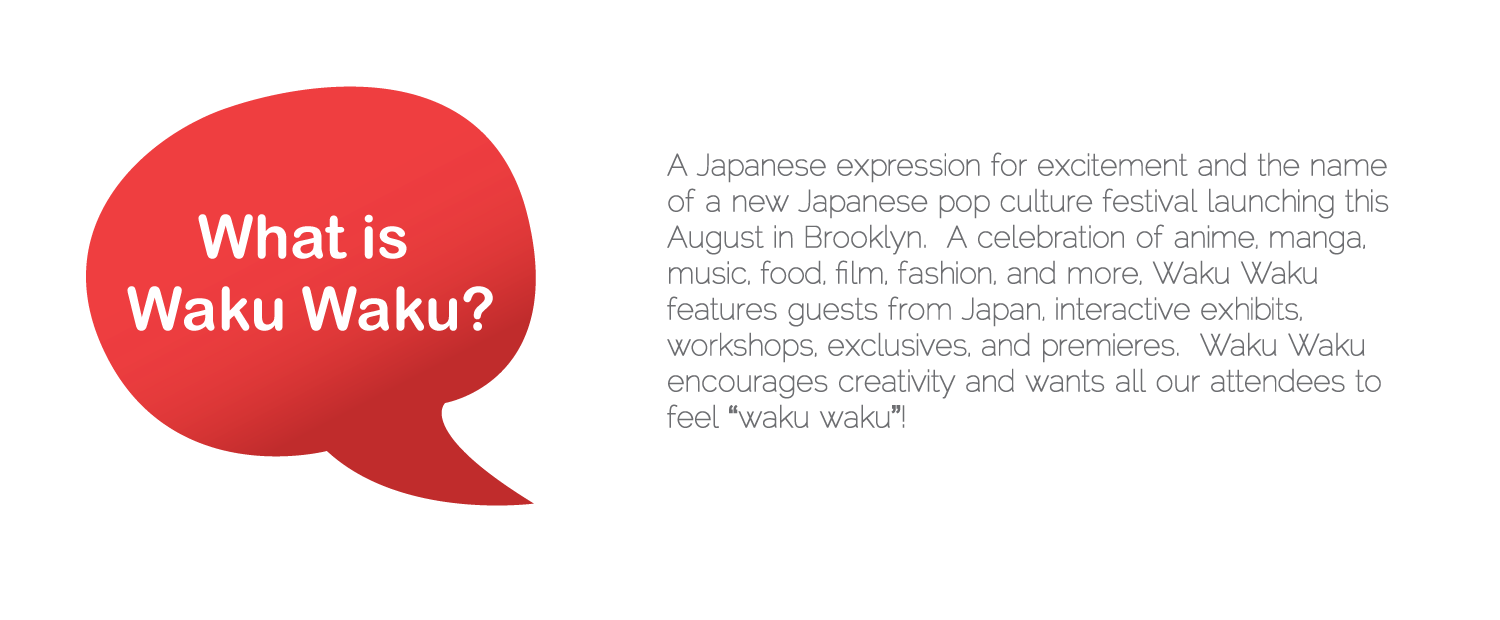 What is
Waku Waku?
A Japanese expression for excitement and the name
of a new Japanese pop culture festival launching this
August in Brooklyn.  A celebration of anime, manga,
music, food, film, fashion, and more, Waku Waku
features guests from Japan, interactive exhibits,
workshops, exclusives, and premieres.  Waku Waku
encourages creativity and wants all our attendees to
feel “waku waku”!